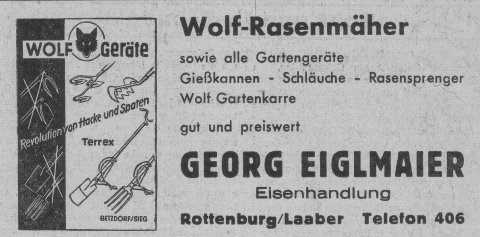 WOLF Geräte
Revolution von Hacke und Spaten
Terrex
BETZDORF/SIEG
Wolf-Rasenmäher
sowie alle Gartengeräte
Gießkannen - Schläuche - Rasensprenger
Wolf Gartenkarre
gut und preiswert
GEORG EIGLMAIER
Eisenhandlung
Rottenburg/Laaber Telefon 406